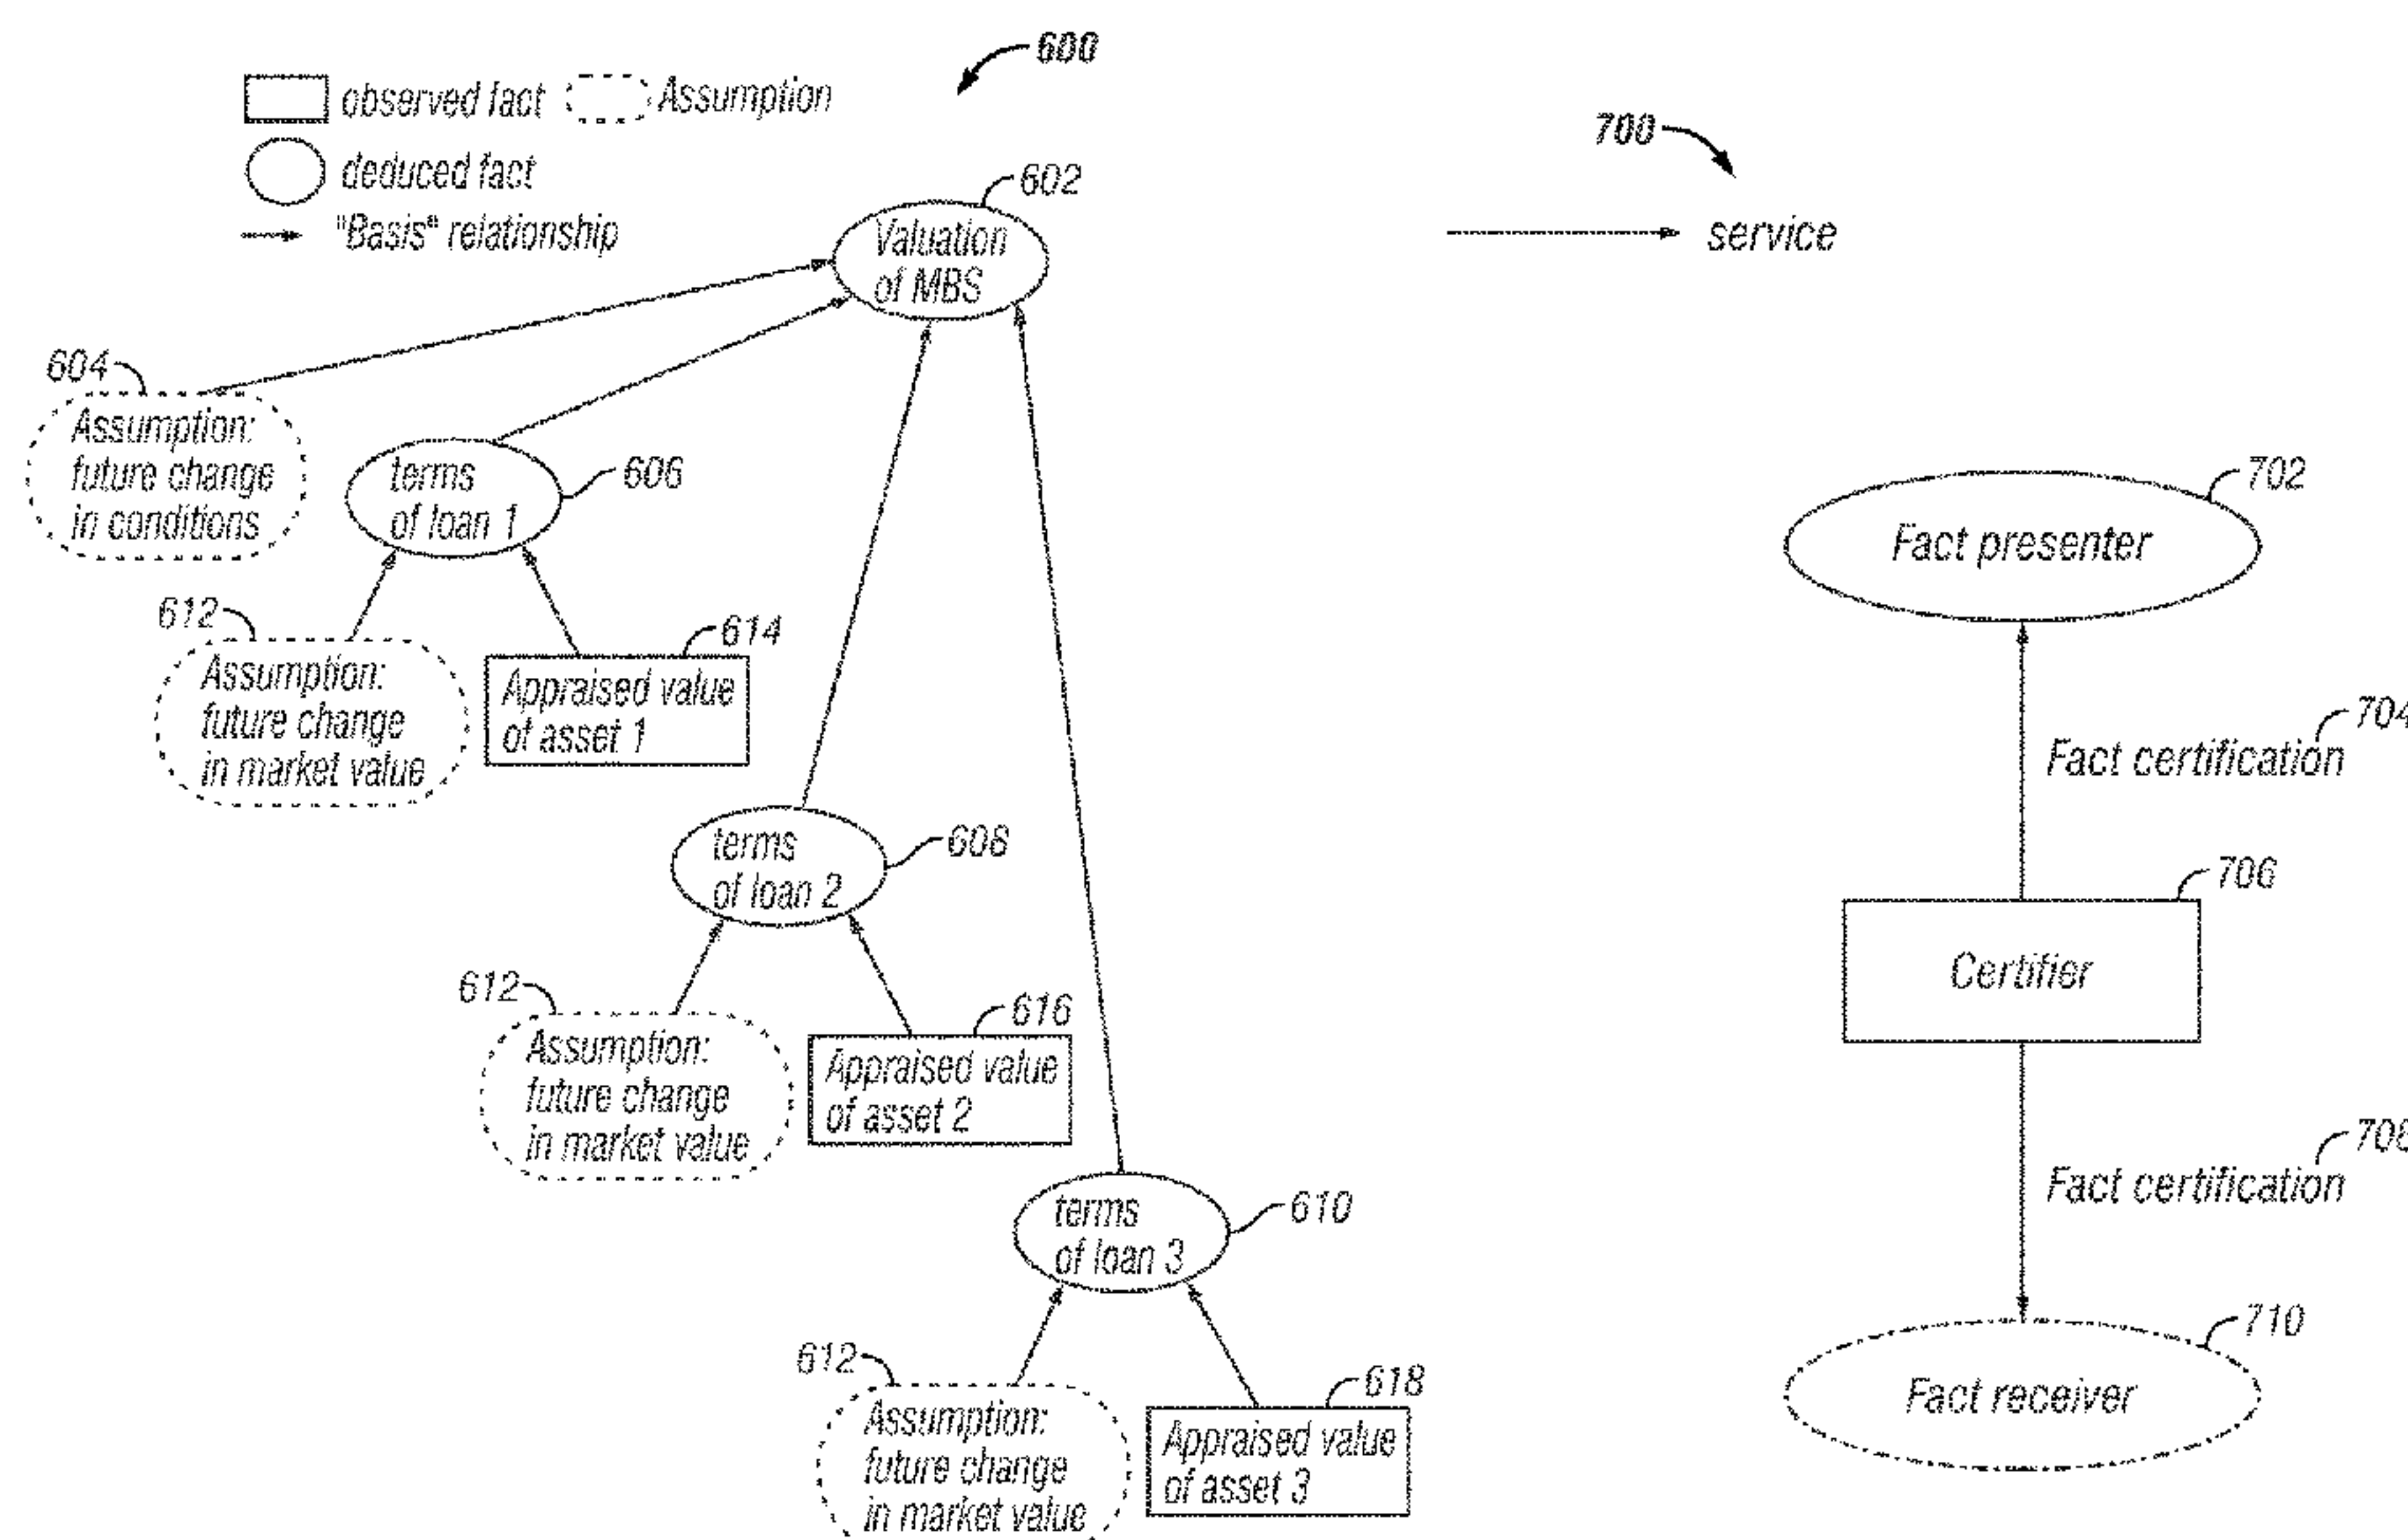 600
observed fact
Assumption
deduced fact
"Basis" relationship
602
Valuation
of MBS
604
Assumption:
future change
in conditions
606
terms
of loan 1
612
Assumption:
future change
in market value
614
Appraised value
of asset 1
608
terms
of loan 2
612
Assumption:
future change
in market value
616
Appraised value
of asset 2
610
terms
of loan 3
612
Assumption:
future change
in market value
618
Appraised value
of asset 3
700
service
702
Fact presenter
704
Fact certification
706
Certifier
708
Fact certification
710
Fact receiver